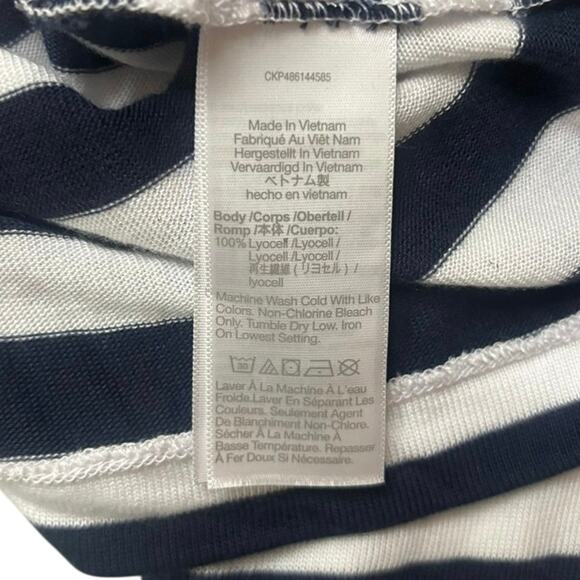 CKP486144585
Made In Vietnam
Fabriqué Au Viêt Nam
Hergestellt In Vietnam
Vervaardigd In Vietnam
ベトナム製
hecho en vietnam
Body /Corps /Obertell /
Romp /本体 /Cuerpo:
100% Lyocell /Lyocell /
Lyocell /Lyocell /
再生繊維 ( リヨセル ) /
lyocell
Machine Wash Cold With Like
Colors. Non-Chlorine Bleach
Only. Tumble Dry Low. Iron
On Lowest Setting.
30
Laver À La Machine À L'eau
Froide.Laver En Séparant Les
Couleurs. Seulement Agent
De Blanchiment Non-Chlore.
Sécher À La Machine À
Basse Température. Repasser
À Fer Doux Si Nécessaire.